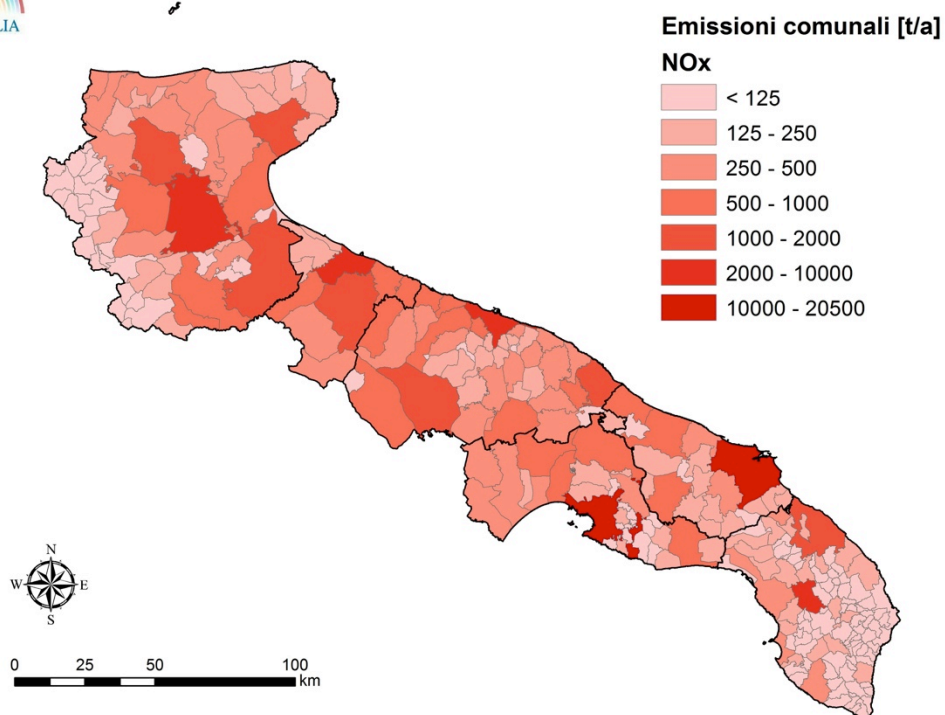 LIA
Emissioni comunali [t/a]
NOx
< 125
125 - 250
250 - 500
500 - 1000
1000 - 2000
2000 - 10000
10000 - 20500
N
W E
S
0 25 50 100
km